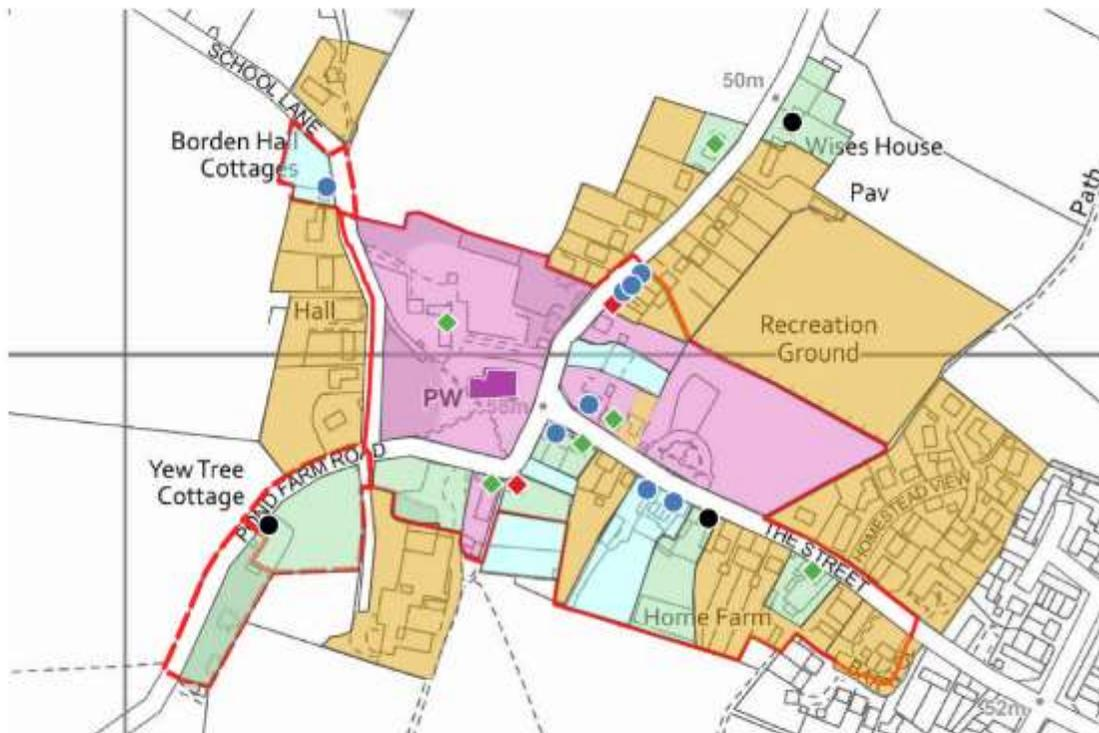 SCHOOL LANE
50m
Borden Hall
Cottages
Wises House
Pav
Path
Hall
Recreation
Ground
PW
56m
Yew Tree
Cottage
POND FARM ROAD
HOMESTEAD VIEW
THE STREET
Home Farm
52m